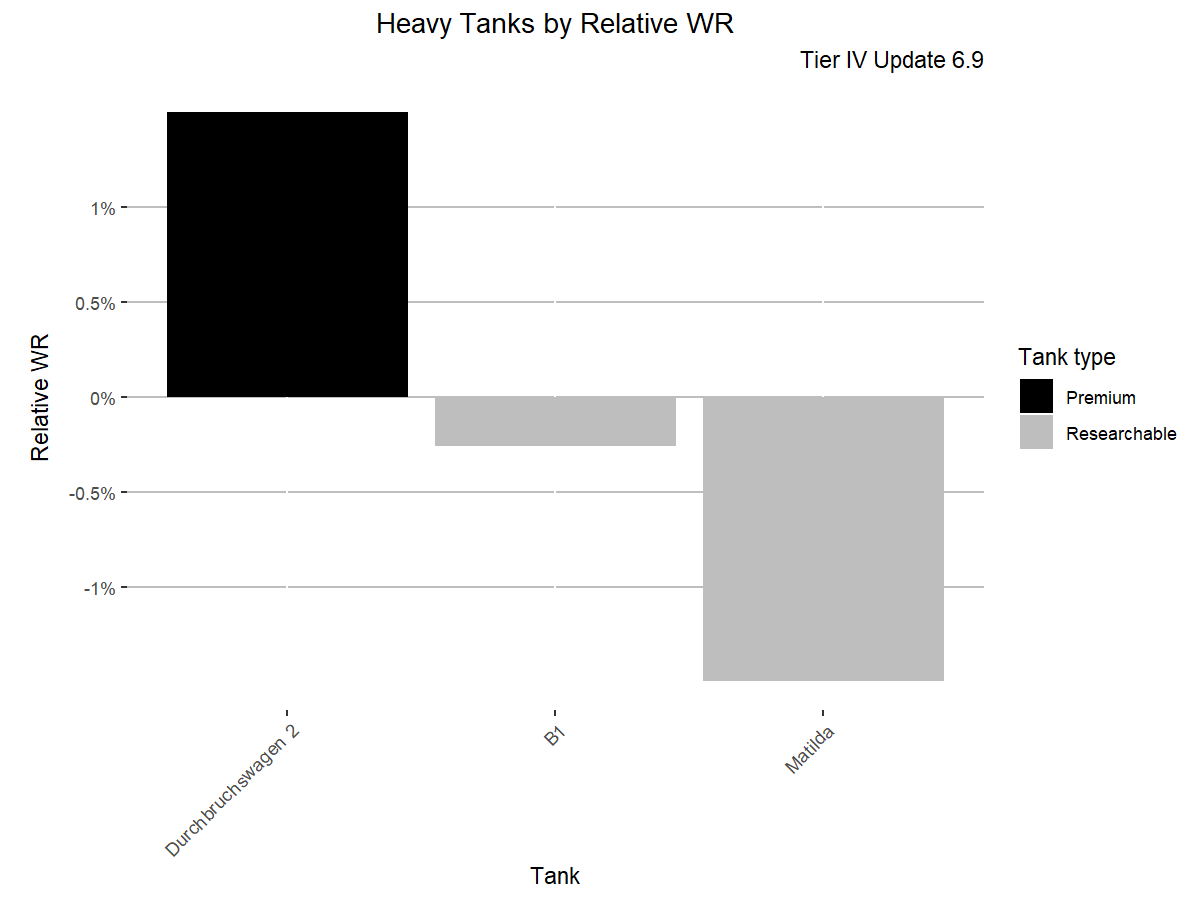 Heavy Tanks by Relative WR
Tier IV Update 6.9
Relative WR
1%
0.5%
0%
-0.5%
-1%
Durchbruchswagen 2
B1
Matilda
Tank
Tank type
Premium
Researchable